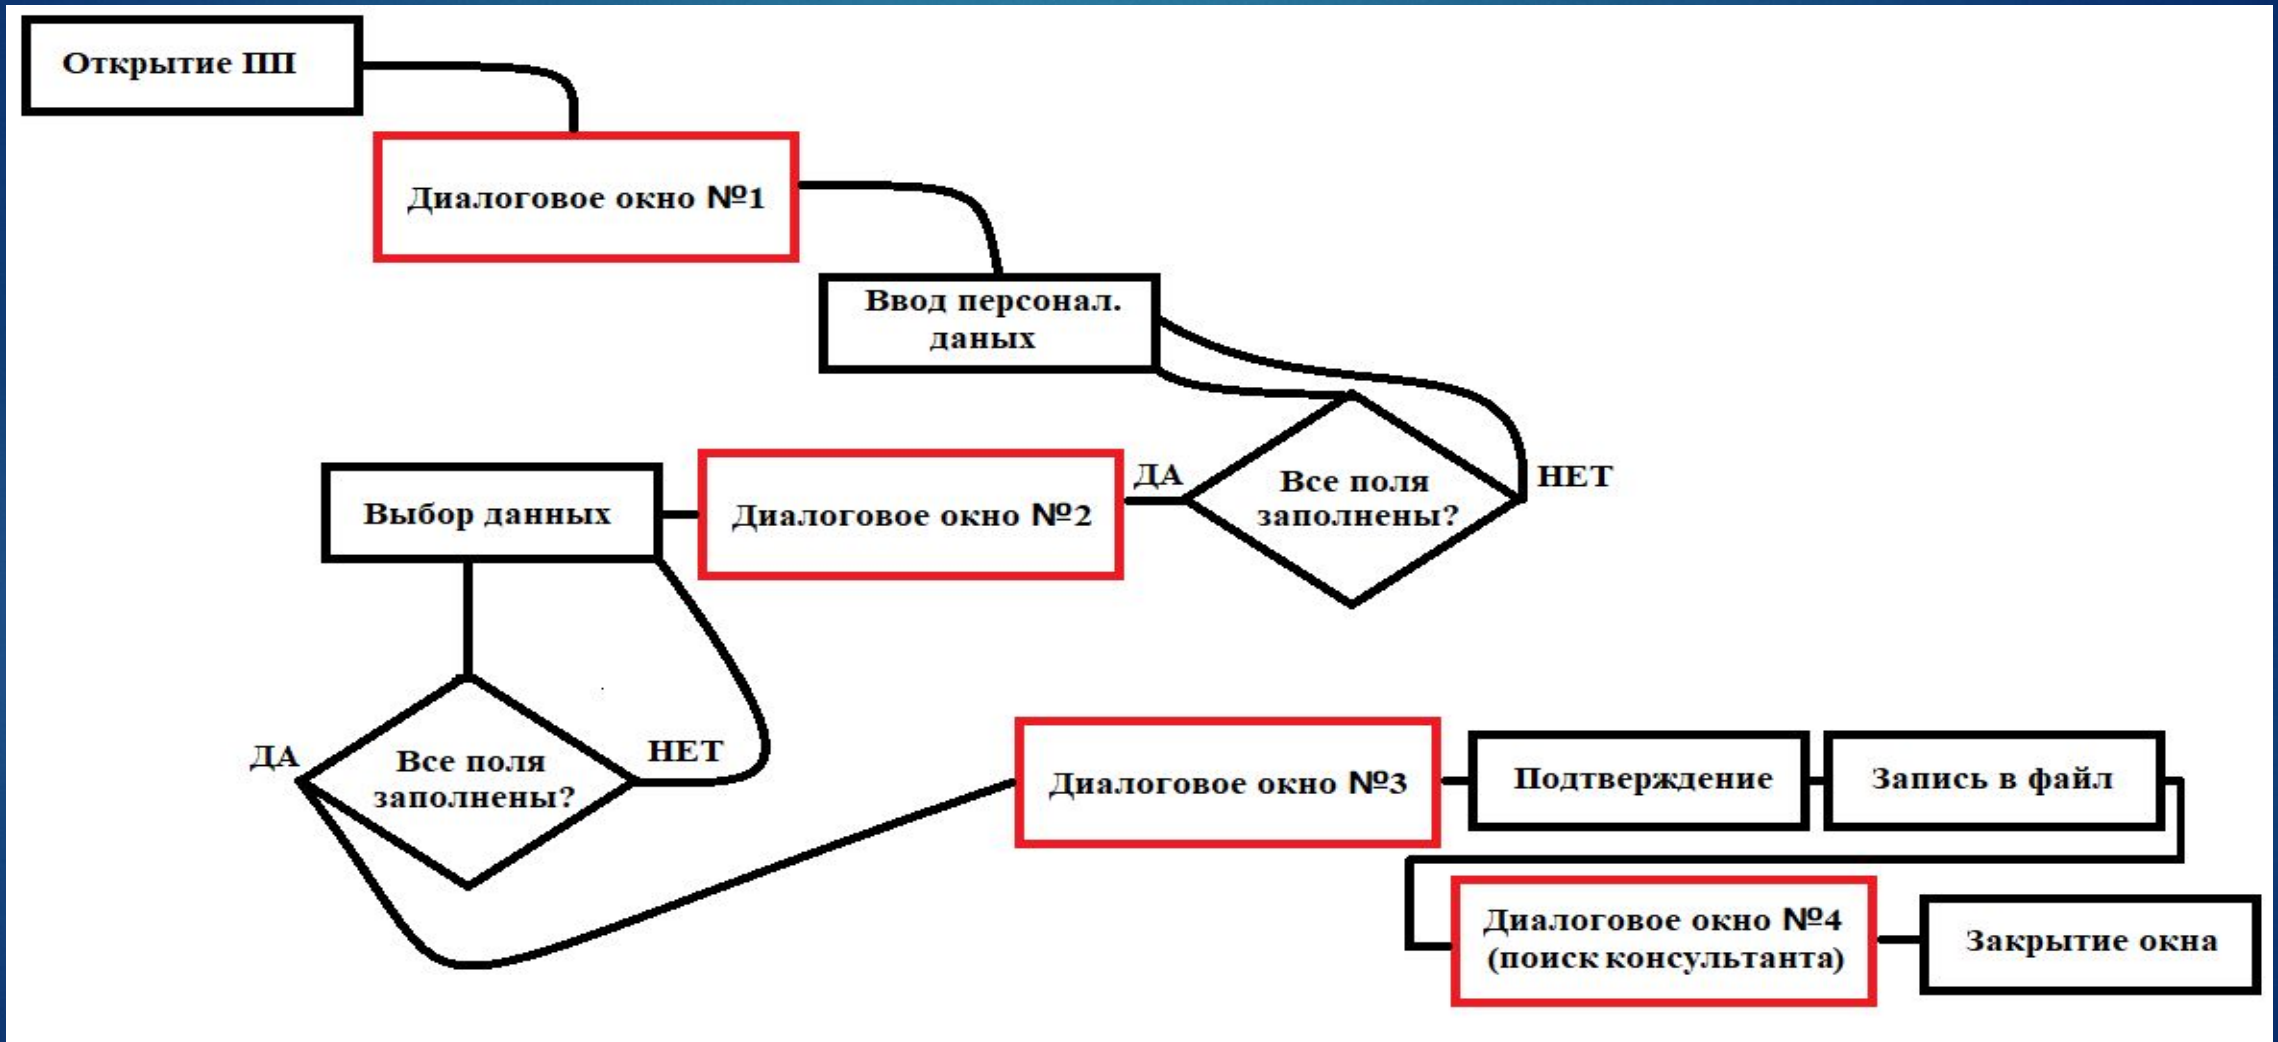 Открытие ПП
Диалоговое окно №1
Ввод персонал.
даных
Все поля
заполнены?
НЕТ
ДА
Диалоговое окно №2
Выбор данных
Все поля
заполнены?
НЕТ
ДА
Диалоговое окно №3
Подтверждение
Запись в файл
Диалоговое окно №4
(поиск консультанта)
Закрытие окна